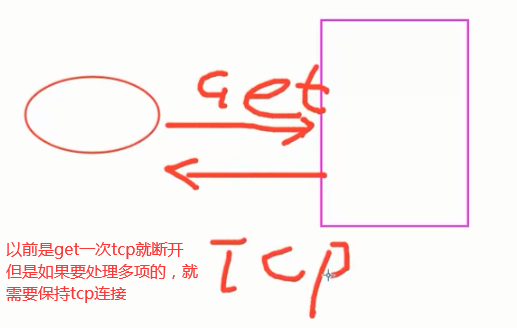 Get
TCP
以前是get一次tcp就断开
但是如果要处理多项的，就
需要保持tcp连接